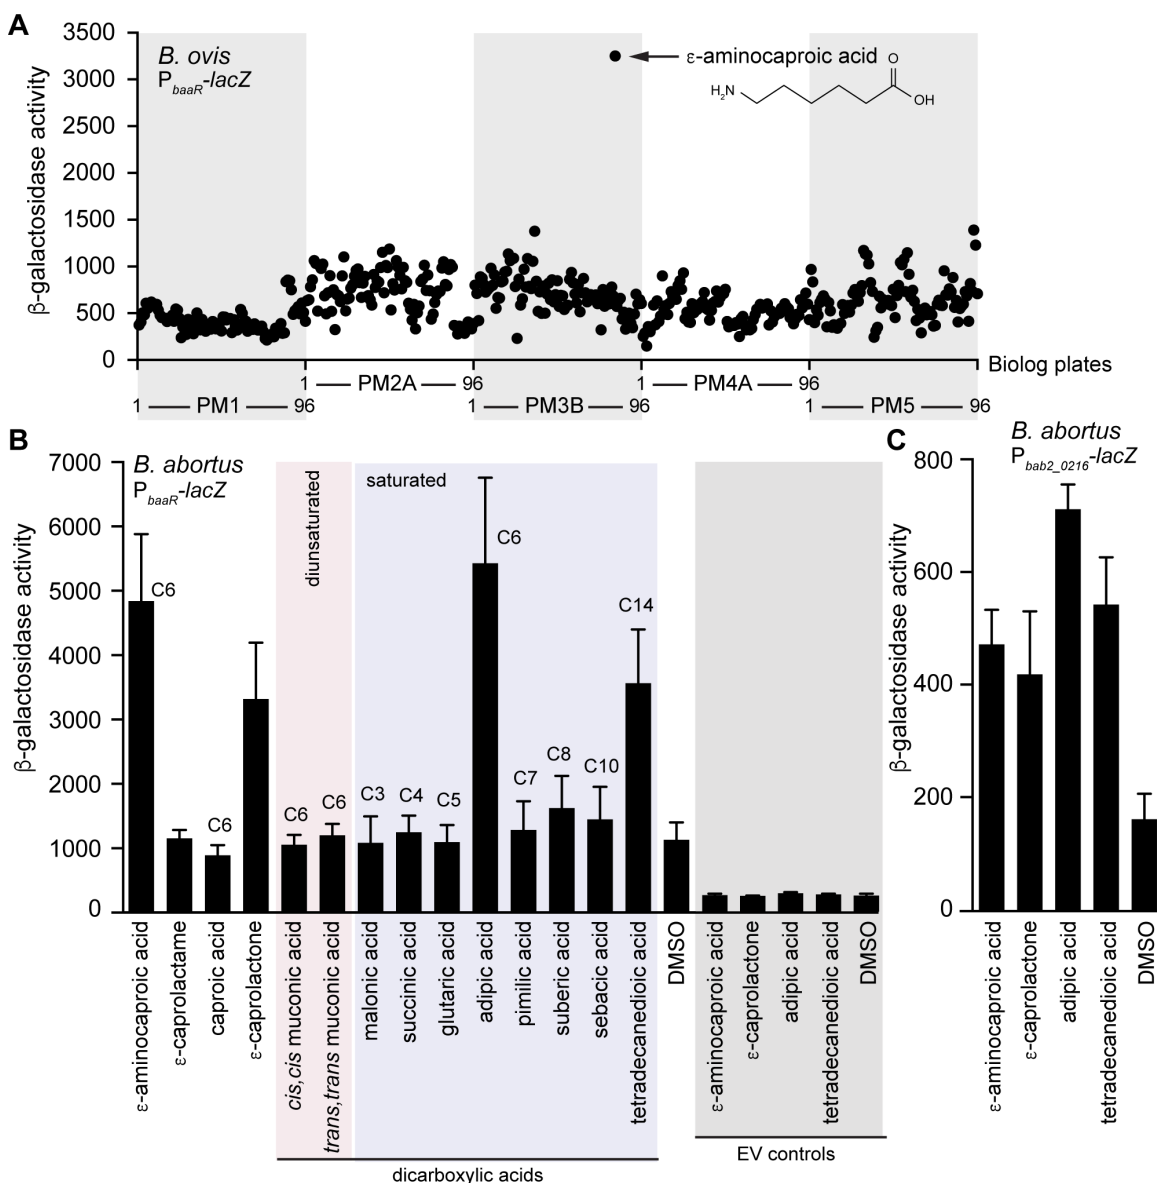 A
B. ovis
PbaaR-lacZ
β-galactosidase activity
3500
3000
2500
2000
1500
1000
500
0
ε-aminocaproic acid
H2N
O
OH
Biolog plates
1 PM2A 96
1 PM4A 96
1 PM1 96
1 PM3B 96
1 PM5 96
B
B. abortus
PbaaR-lacZ
β-galactosidase activity
7000
6000
5000
4000
3000
2000
1000
0
diunsaturated
saturated
C6
C6
C6
C6
C3
C4
C5
C6
C7
C8
C10
C14
ε-aminocaproic acid
ε-caprolactame
caproic acid
ε-caprolactone
cis,cis muconic acid
trans,trans muconic acid
malonic acid
succinic acid
glutaric acid
adipic acid
pimilic acid
suberic acid
sebacic acid
tetradecanedioic acid
DMSO
ε-aminocaproic acid
ε-caprolactone
adipic acid
tetradecanedioic acid
DMSO
dicarboxylic acids
EV controls
C
B. abortus
Pbab2_0216-lacZ
β-galactosidase activity
800
600
400
200
0
ε-aminocaproic acid
ε-caprolactone
adipic acid
tetradecanedioic acid
DMSO